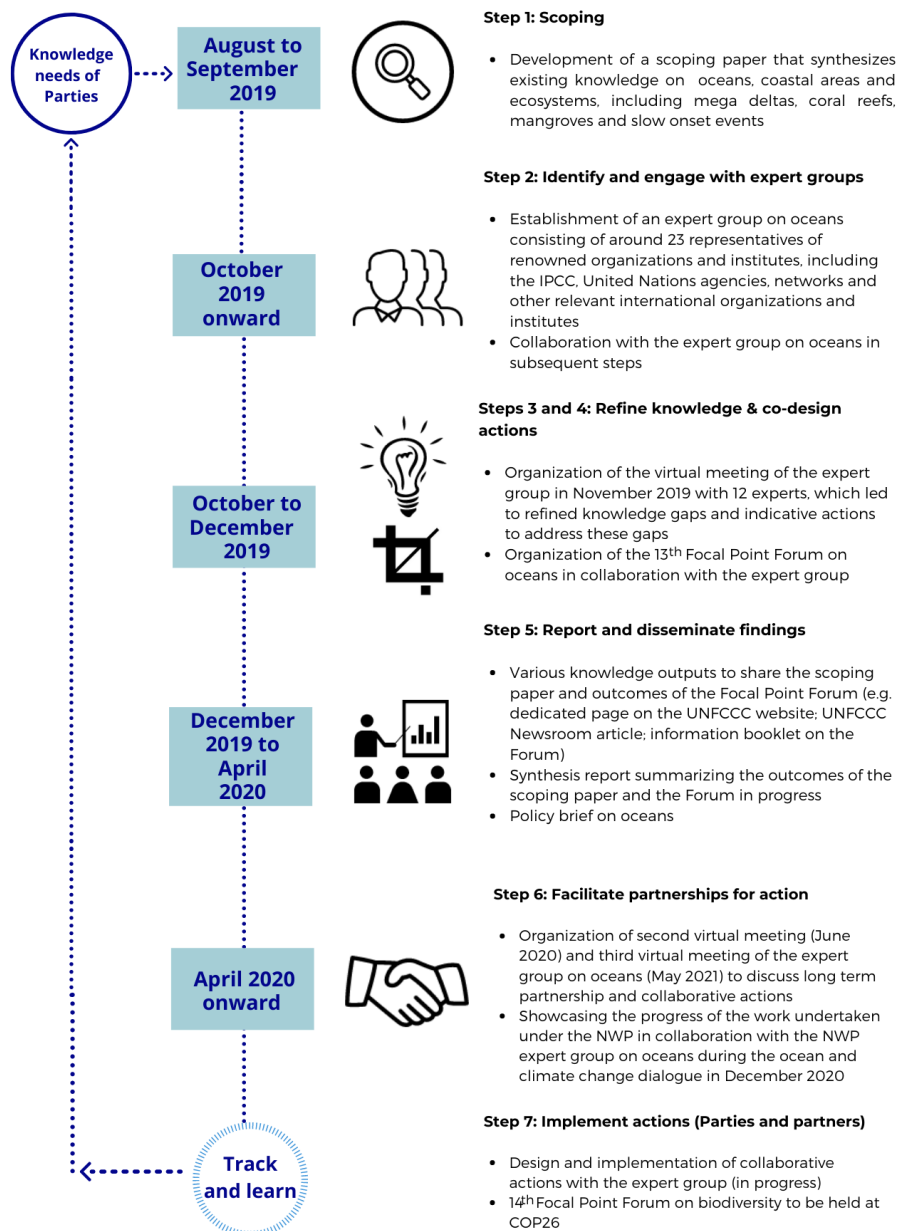 Knowledge
needs of
Parties
August to
September
2019
Step 1: Scoping
• Development of a scoping paper that synthesizes
existing knowledge on oceans, coastal areas and
ecosystems, including mega deltas, coral reefs,
mangroves and slow onset events
October
2019
onward
Step 2: Identify and engage with expert groups
• Establishment of an expert group on oceans
consisting of around 23 representatives of
renowned organizations and institutes, including
the IPCC, United Nations agencies, networks and
other relevant international organizations and
institutes
• Collaboration with the expert group on oceans in
subsequent steps
October to
December
2019
Steps 3 and 4: Refine knowledge & co-design
actions
• Organization of the virtual meeting of the expert
group in November 2019 with 12 experts, which led
to refined knowledge gaps and indicative actions
to address these gaps
• Organization of the 13th Focal Point Forum on
oceans in collaboration with the expert group
December
2019 to
April
2020
Step 5: Report and disseminate findings
• Various knowledge outputs to share the scoping
paper and outcomes of the Focal Point Forum (e.g.
dedicated page on the UNFCCC website; UNFCCC
Newsroom article; information booklet on the
Forum)
• Synthesis report summarizing the outcomes of the
scoping paper and the Forum in progress
• Policy brief on oceans
April 2020
onward
Step 6: Facilitate partnerships for action
• Organization of second virtual meeting (June
2020) and third virtual meeting of the expert
group on oceans (May 2021) to discuss long term
partnership and collaborative actions
• Showcasing the progress of the work undertaken
under the NWP in collaboration with the NWP
expert group on oceans during the ocean and
climate change dialogue in December 2020
Track
and learn
Step 7: Implement actions (Parties and partners)
• Design and implementation of collaborative
actions with the expert group (in progress)
• 14th Focal Point Forum on biodiversity to be held at
COP26